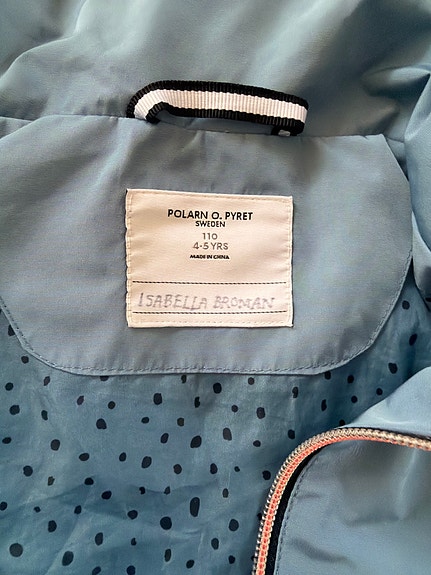 POLARN O. PYRET
SWEDEN
110
4-5 YRS
MADE IN CHINA
ISABELLA BROMAN